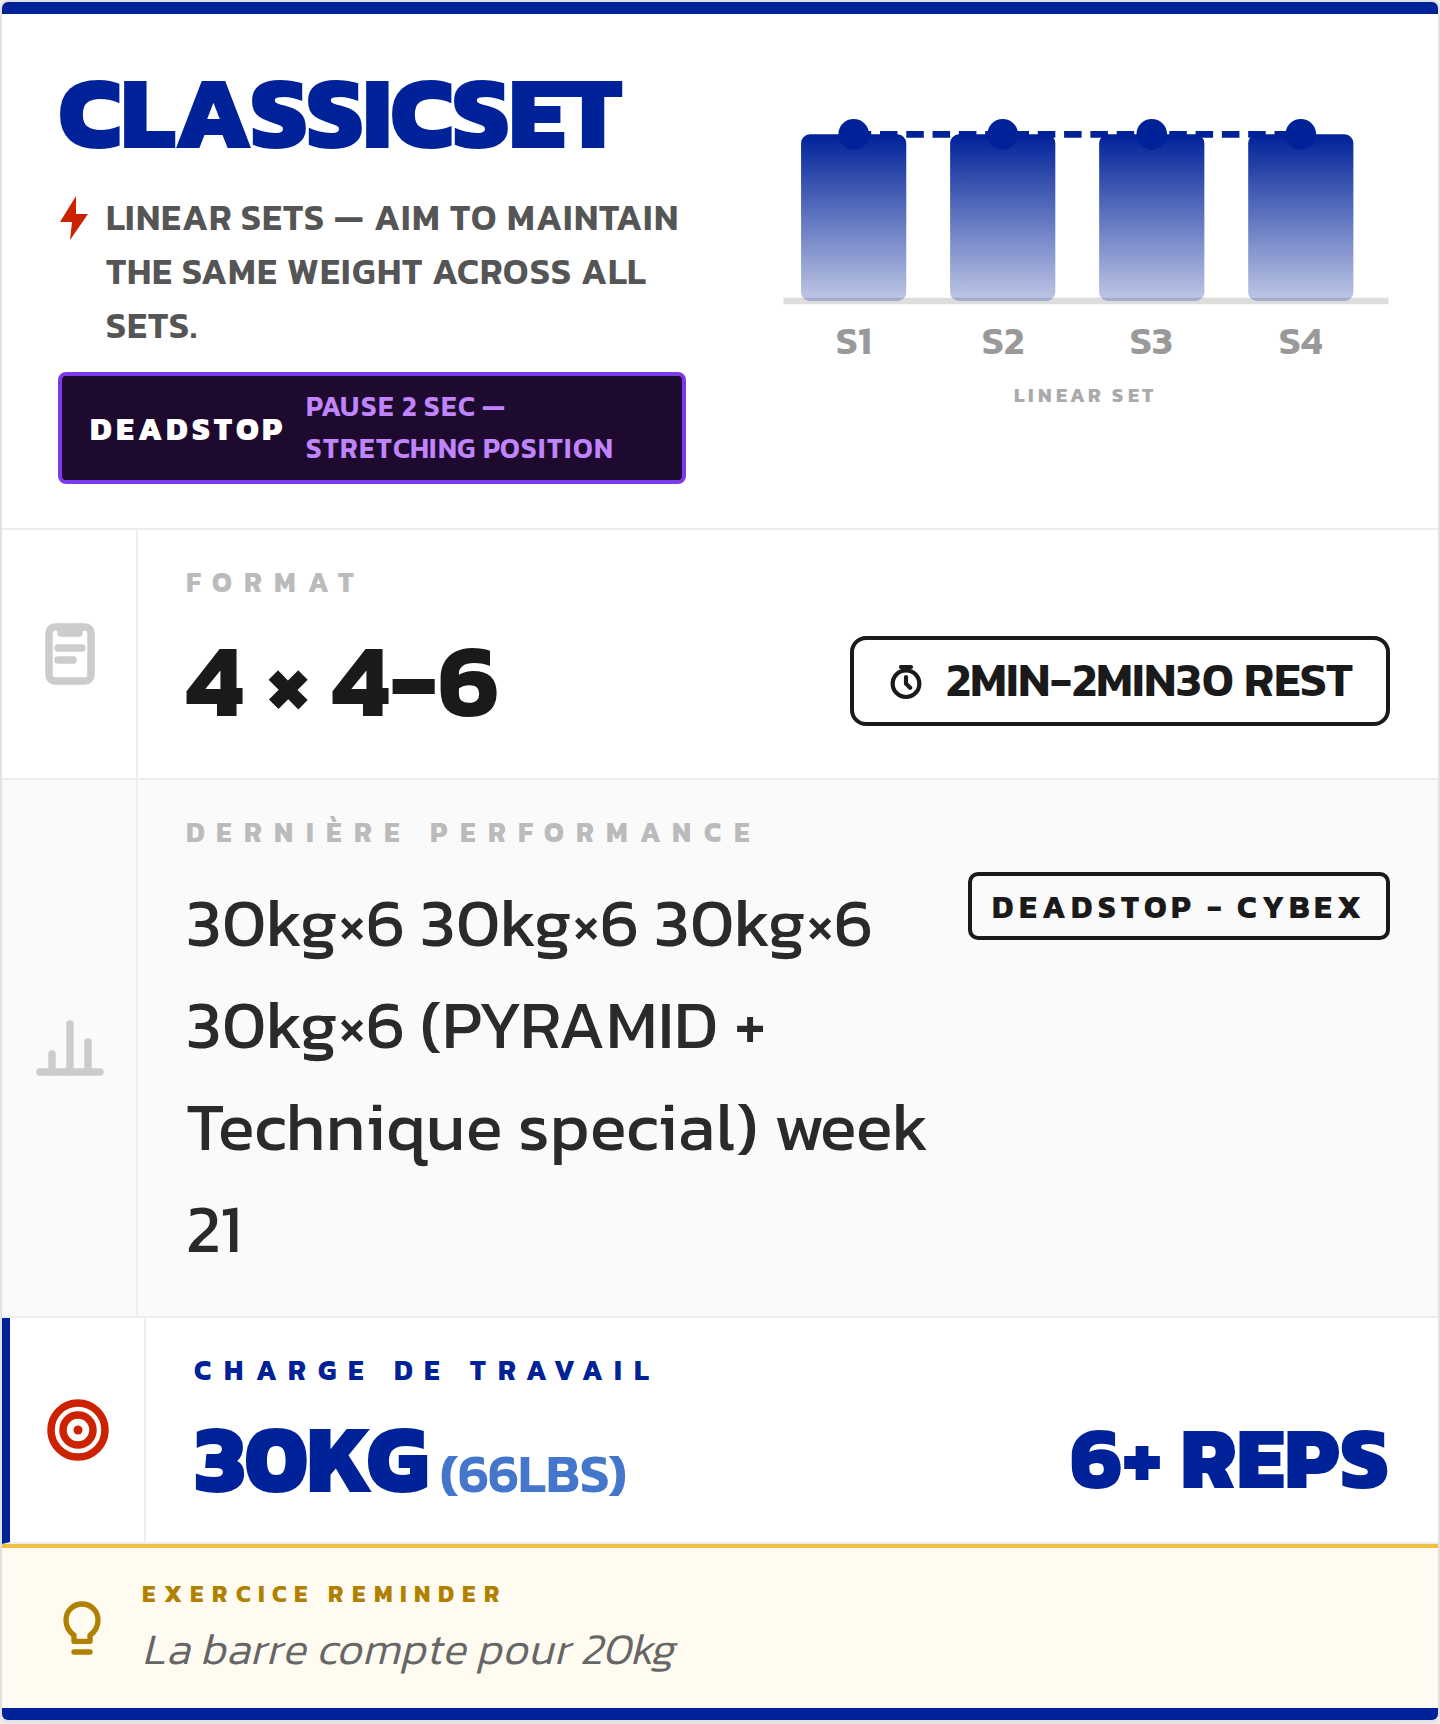 CLASSICSET
LINEAR SETS — AIM TO MAINTAIN
THE SAME WEIGHT ACROSS ALL
SETS.
DEADSTOP
PAUSE 2 SEC —
STRETCHING POSITION
S1 S2 S3 S4
LINEAR SET
FORMAT
4 × 4–6
2MIN–2MIN30 REST
DERNIÈRE PERFORMANCE
30kg×6 30kg×6 30kg×6
30kg×6 (PYRAMID +
Technique special) week
21
DEADSTOP – CYBEX
CHARGE DE TRAVAIL
30KG (66LBS)
6+ REPS
EXERCICE REMINDER
La barre compte pour 20kg